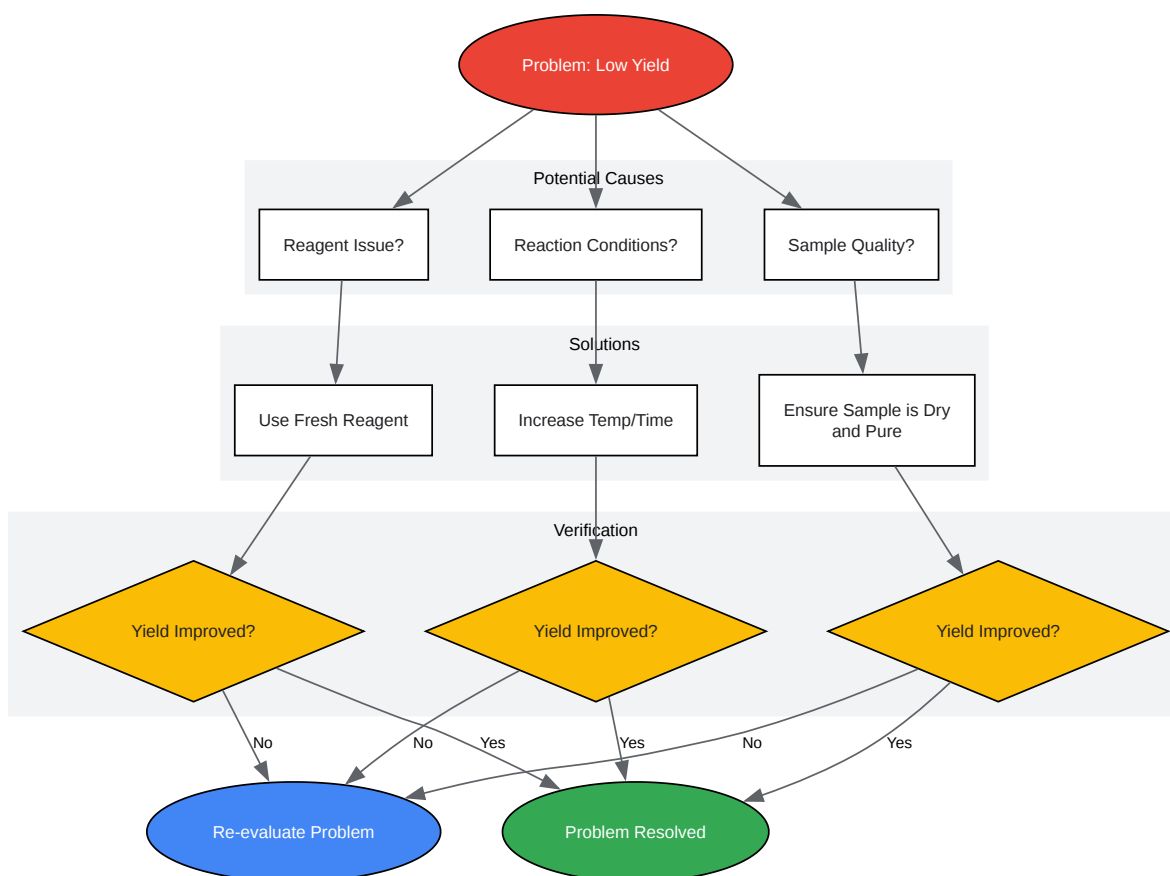 Problem: Low Yield
Potential Causes
Reagent Issue?
Reaction Conditions?
Sample Quality?
Solutions
Use Fresh Reagent
Increase Temp/Time
Ensure Sample is Dry
and Pure
Verification
Yield Improved?
Yield Improved?
Yield Improved?
No
No
Yes
Yes
No
Yes
Re-evaluate Problem
Problem Resolved